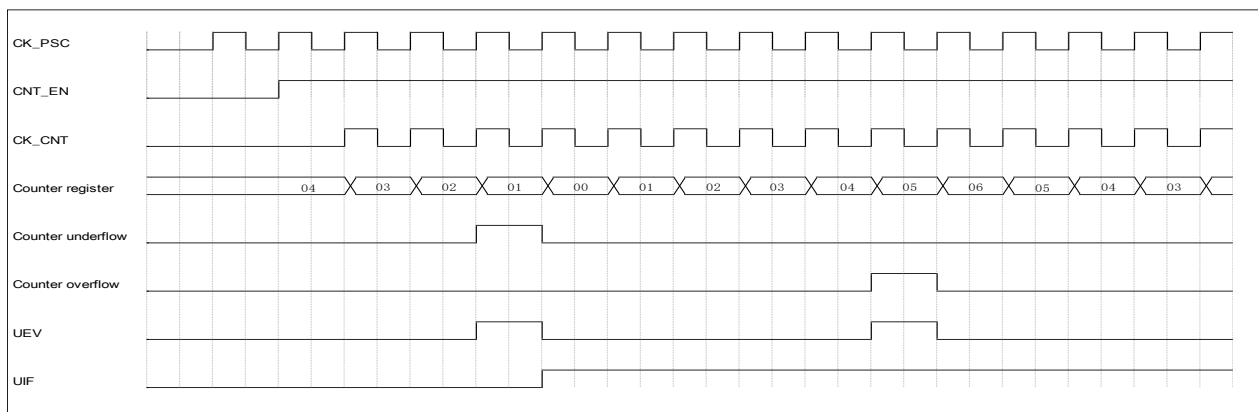 CK_PSC
CNT_EN
CK_CNT
Counter register 04 03 02 01 00 01 02 03 04 05 06 05 04 03
Counter underflow
Counter overflow
UEV
UIF